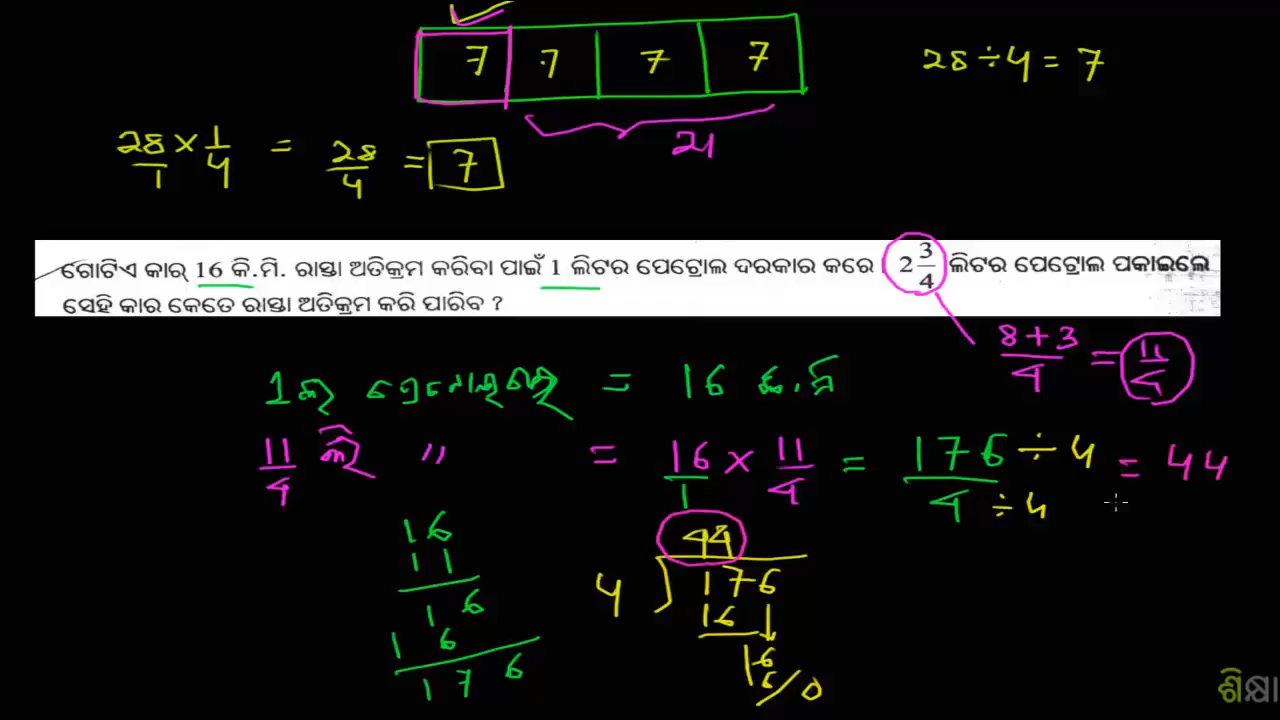 7 7 7 7
28 ÷ 4 = 7
21
28/1 × 1/4 = 28/4 = 7
ଗୋଟିଏ କାର୍ 16 କି.ମି. ରାସ୍ତା ଅତିକ୍ରମ କରିବା ପାଇଁ 1 ଲିଟର ପେଟ୍ରୋଲ ଦରକାର କରେ । 2 3/4 ଲିଟର ପେଟ୍ରୋଲ ପକାଇଲେ
ସେହି କାର କେତେ ରାସ୍ତା ଅତିକ୍ରମ କରି ପାରିବ ?
8+3/4 = 11/4
1 = 16 କି.ମି
11/4 ଲି " = 16/1 × 11/4 = 176/4 ÷ 4 ÷ 4 = 44
16
11
16
16
176
44
4 176
16
16
0
ଶିକ୍ଷା